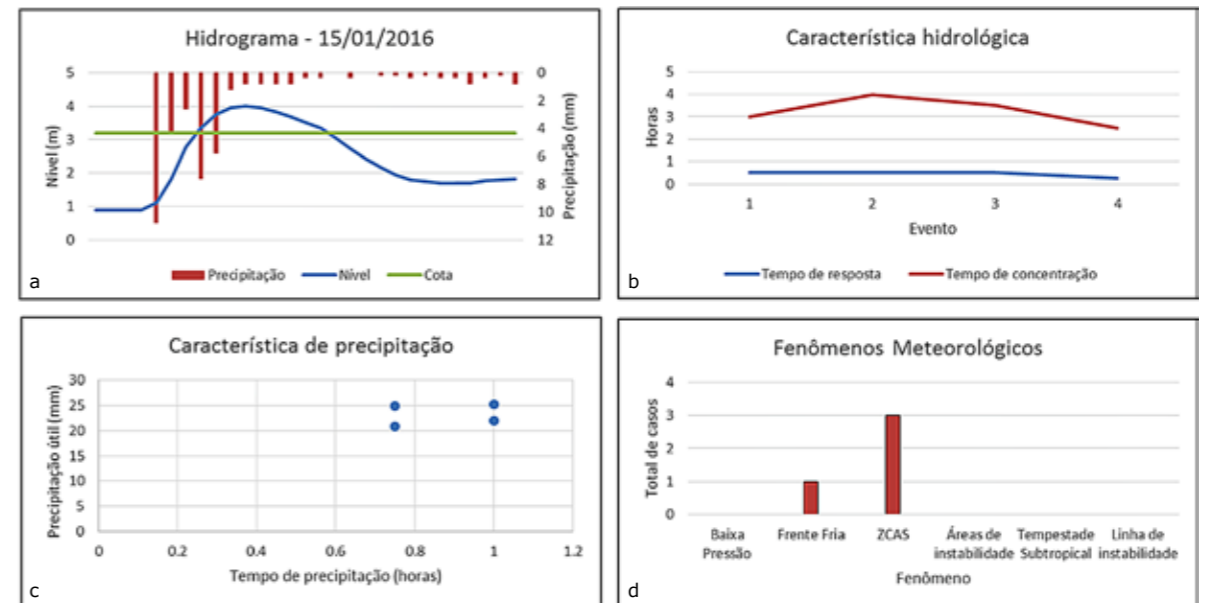 Hidrograma - 15/01/2016
Nível (m)
5
4
3
2
1
0
0
2
4
6
8
10
12
Precipitação (mm)
Precipitação Nível Cota
a
Característica hidrológica
Horas
5
4
3
2
1
0
1 2 3 4
Evento
Tempo de resposta Tempo de concentração
b
Característica de precipitação
Precipitação útil (mm)
30
25
20
15
10
5
0
0 0.2 0.4 0.6 0.8 1 1.2
Tempo de precipitação (horas)
c
Fenômenos Meteorológicos
Total de casos
4
3
2
1
0
Baixa Pressão
Frente Fria
ZCAS
Áreas de instabilidade
Tempestade Subtropical
Linha de instabilidade
Fenômeno
d